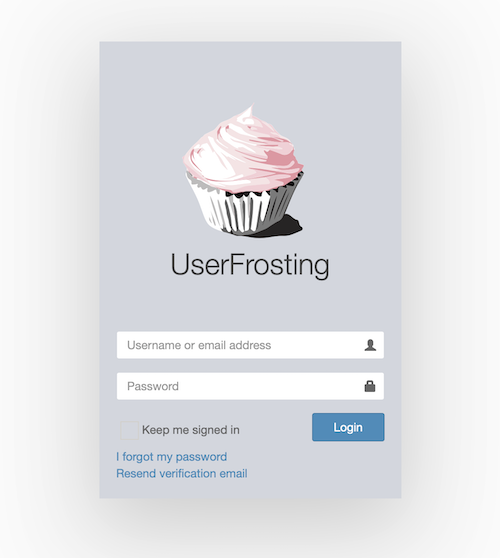 UserFrosting
Username or email address
Password
Keep me signed in
Login
I forgot my password
Resend verification email